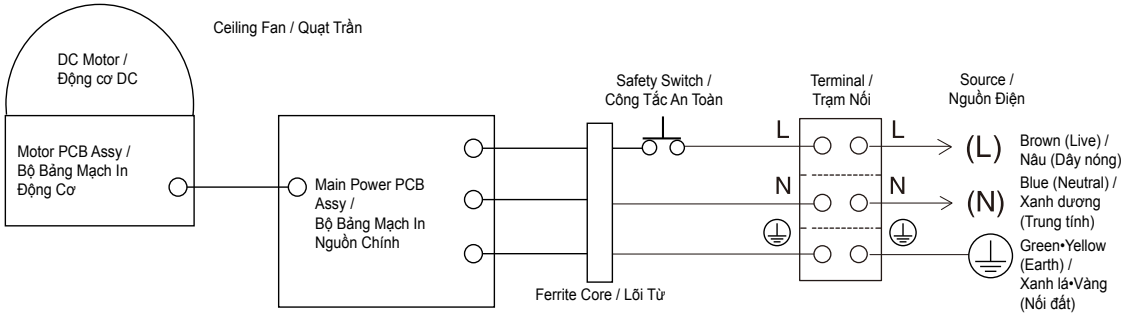 Ceiling Fan / Quạt Trần
DC Motor /
Động cơ DC
Motor PCB Assy /
Bộ Bảng Mạch In
Động Cơ
Main Power PCB
Assy /
Bộ Bảng Mạch In
Nguồn Chính
Ferrite Core / Lõi Từ
Safety Switch /
Công Tắc An Toàn
Terminal /
Trạm Nối
Source /
Nguồn Điện
L
L
(L)
Brown (Live) /
Nâu (Dây nóng)
N
N
(N)
Blue (Neutral) /
Xanh dương
(Trung tính)
Green•Yellow
(Earth) /
Xanh lá•Vàng
(Nối đất)